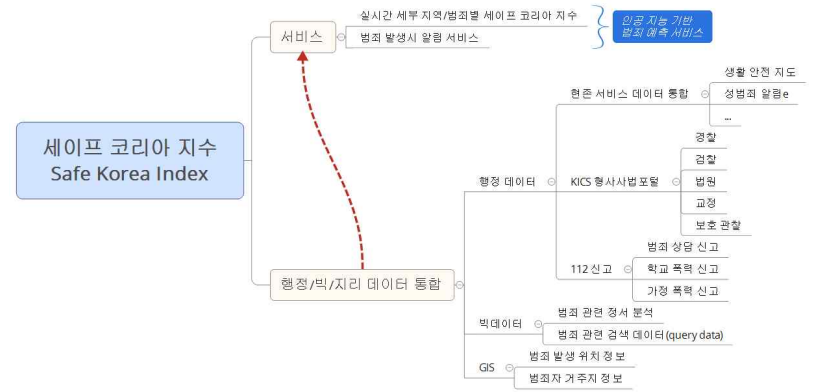 세이프 코리아 지수
Safe Korea Index
서비스
실시간 세부 지역/범죄별 세이프 코리아 지수
범죄 발생시 알람 서비스
인공 지능 기반
범죄 예측 서비스
행정/빅/지리 데이터 통합
행정 데이터
현존 서비스 데이터 통합
생활 안전 지도
성범죄 알림e
...
KICS 형사사법포털
경찰
검찰
법원
교정
보호 관찰
112 신고
범죄 상담 신고
학교 폭력 신고
가정 폭력 신고
빅데이터
범죄 관련 정서 분석
범죄 관련 검색 데이터(query data)
GIS
범죄 발생 위치 정보
범죄자 거주지 정보